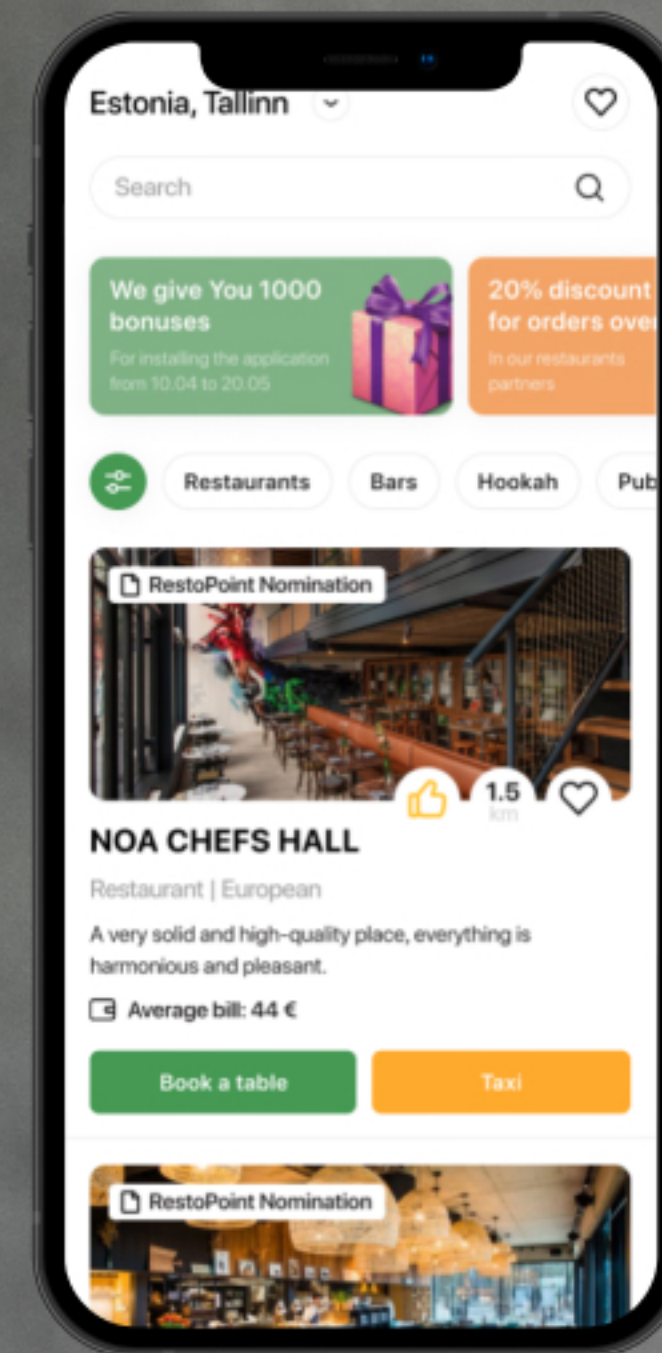 Estonia, Tallinn
Search
We give You 1000
bonuses
For installing the application
from 10.04 to 20.05
20% discount
for orders over
In our restaurants
partners
Restaurants
Bars
Hookah
Pub
RestoPoint Nomination
1.5
km
NOA CHEFS HALL
Restaurant | European
A very solid and high-quality place, everything is
harmonious and pleasant.
Average bill: 44 €
Book a table
Taxi
RestoPoint Nomination